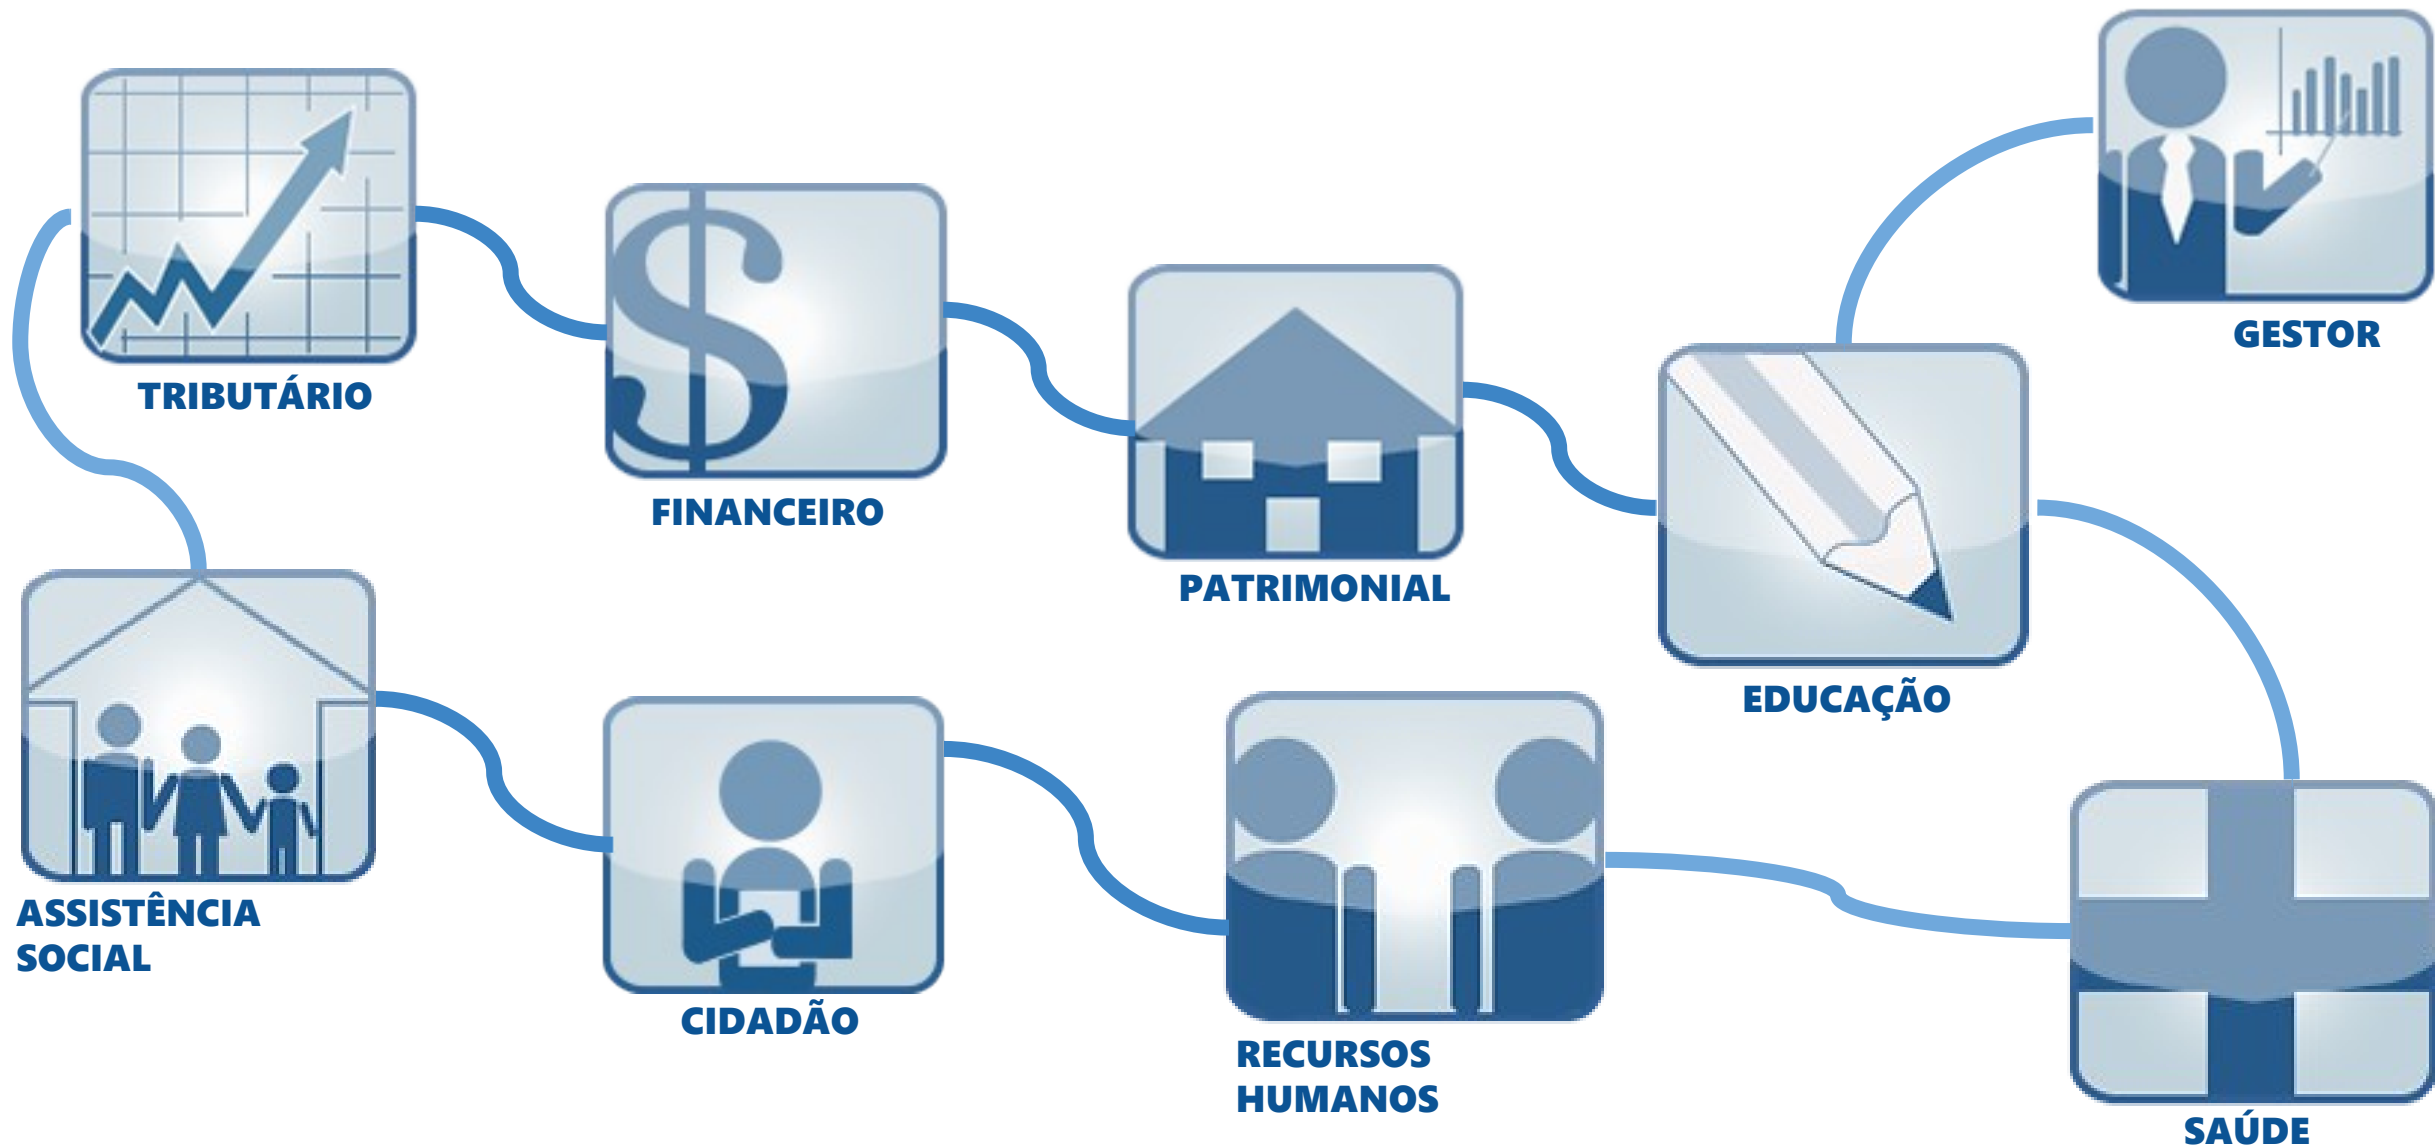 GESTOR
TRIBUTÁRIO
FINANCEIRO
PATRIMONIAL
EDUCAÇÃO
ASSISTÊNCIA
SOCIAL
CIDADÃO
RECURSOS
HUMANOS
SAÚDE